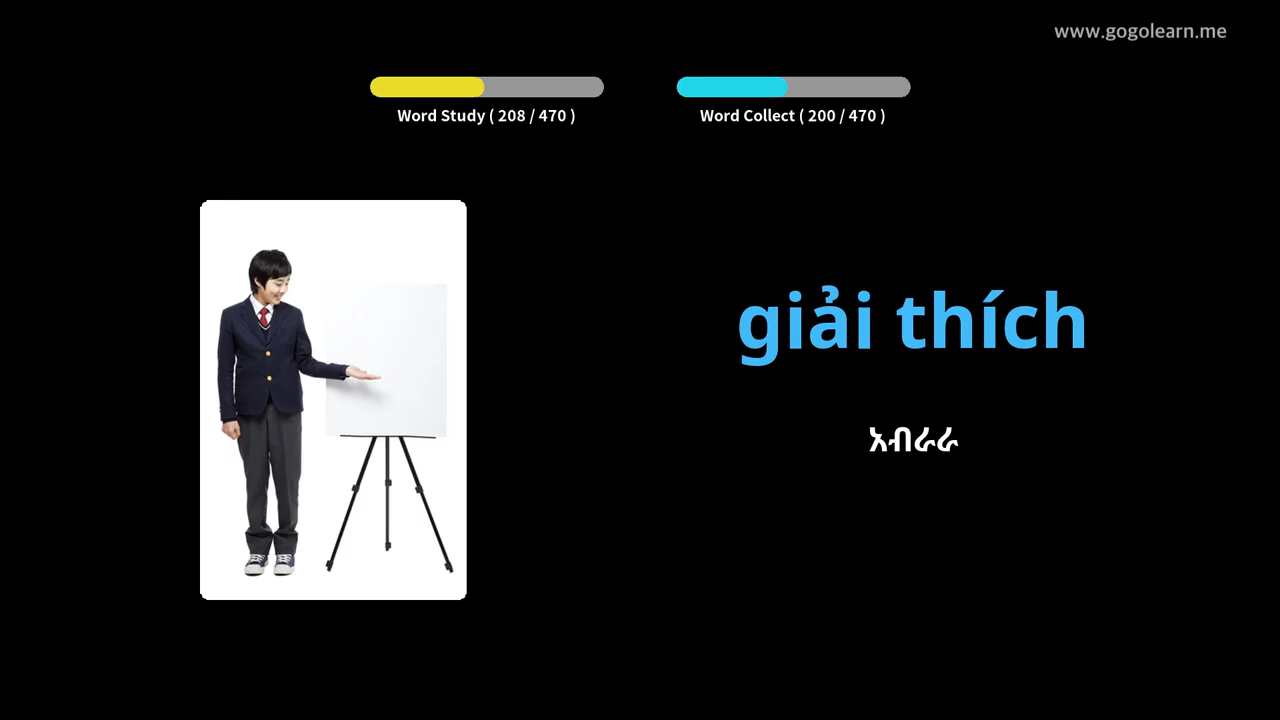 www.gogolearn.me
Word Study ( 208 / 470 )
Word Collect ( 200 / 470 )
giải thích
አብራራ